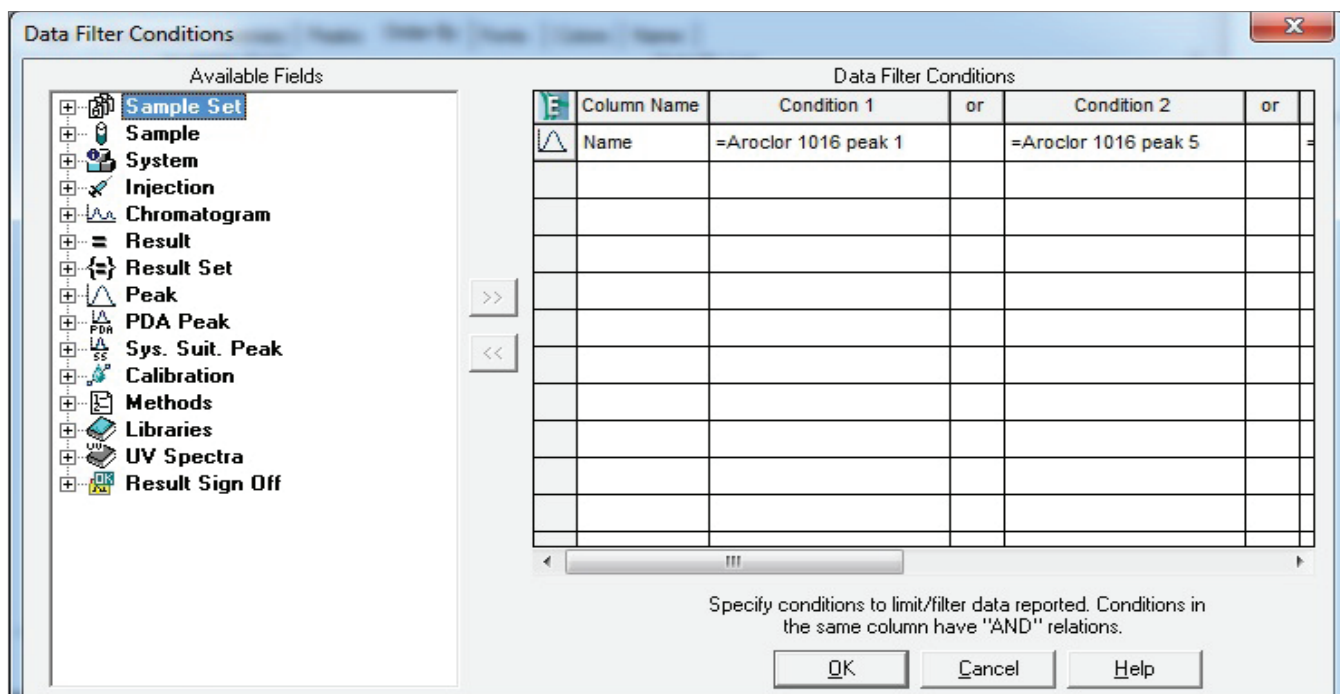 Data Filter Conditions
Available Fields
Sample Set
Sample
System
Injection
Chromatogram
Result
Result Set
Peak
PDA Peak
Sys. Suit. Peak
Calibration
Methods
Libraries
UV Spectra
Result Sign Off
>>
<<
Data Filter Conditions
Column Name Condition 1 or Condition 2 or
Name =Aroclor 1016 peak 1 =Aroclor 1016 peak 5 =
Specify conditions to limit/filter data reported. Conditions in
the same column have "AND" relations.
OK Cancel Help